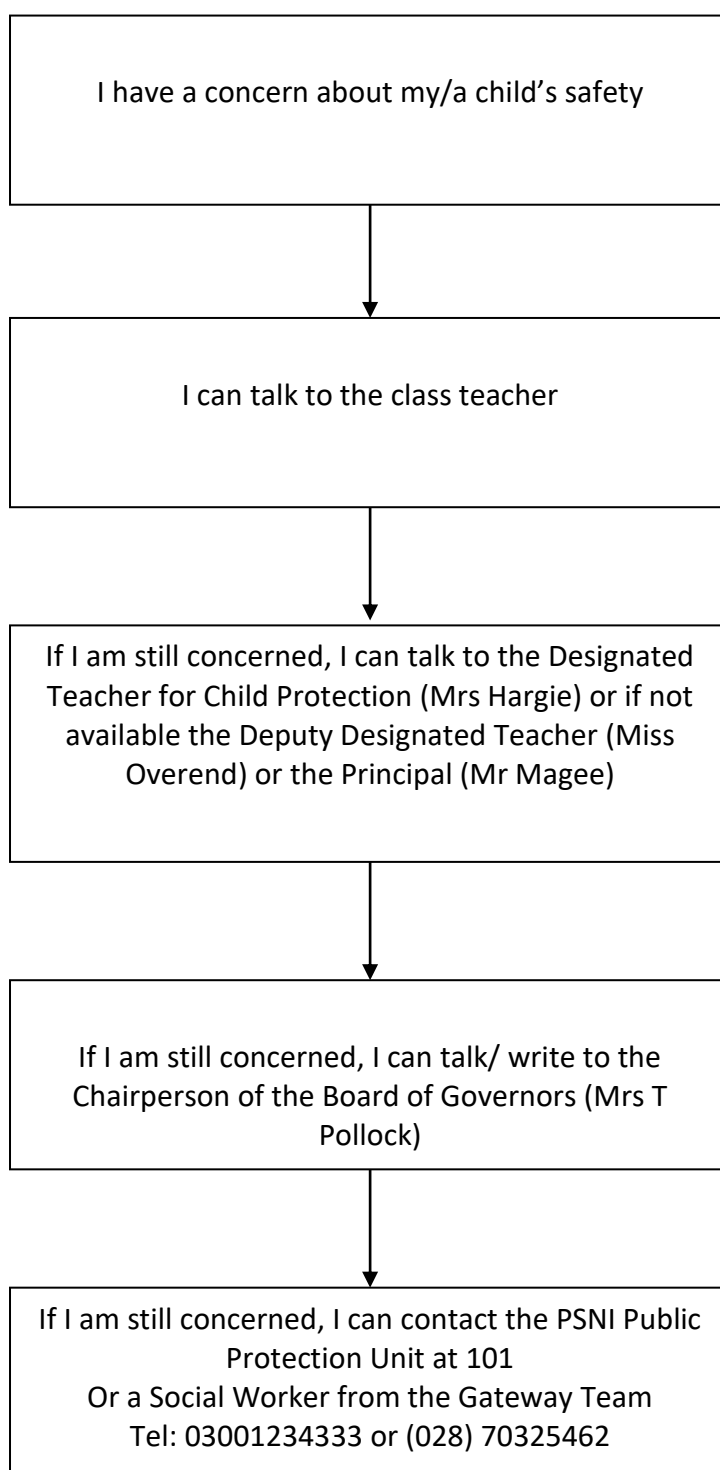 I have a concern about my/a child’s safety
I can talk to the class teacher
If I am still concerned, I can talk to the Designated
Teacher for Child Protection (Mrs Hargie) or if not
available the Deputy Designated Teacher (Miss
Overend) or the Principal (Mr Magee)
If I am still concerned, I can talk/ write to the
Chairperson of the Board of Governors (Mrs T
Pollock)
If I am still concerned, I can contact the PSNI Public
Protection Unit at 101
Or a Social Worker from the Gateway Team
Tel: 03001234333 or (028) 70325462